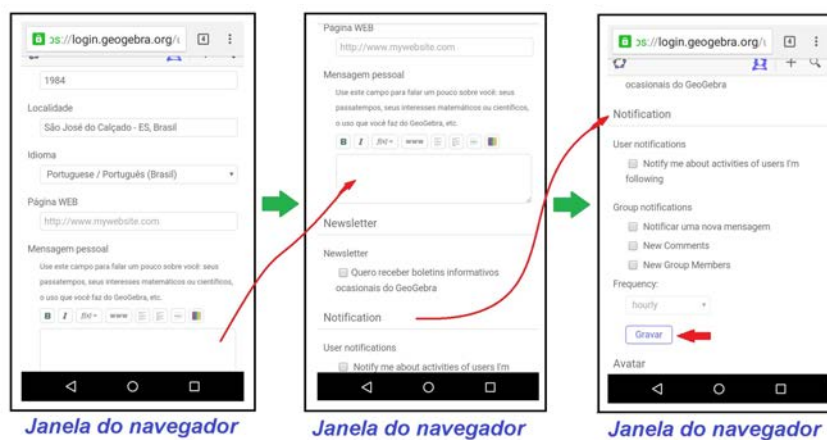 ps://login.geogebra.org/u
4
1984
Localidade
São José do Calçado - ES, Brasil
Idioma
Portuguese / Português (Brasil)
Página WEB
http://www.mywebsite.com
Mensagem pessoal
Use este campo para falar um pouco sobre você: seus
passatempos, seus interesses matemáticos ou científicos,
o uso que você faz do GeoGebra, etc.
B I f(x) www
Janela do navegador
Página WEB
http://www.mywebsite.com
Mensagem pessoal
Use este campo para falar um pouco sobre você: seus
passatempos, seus interesses matemáticos ou científicos,
o uso que você faz do GeoGebra, etc.
B I f(x) www
Newsletter
Newsletter
Quero receber boletins informativos
ocasionais do GeoGebra
Notification
User notifications
Notify me about activities of users I'm
Janela do navegador
ps://login.geogebra.org/u
4
ocasionais do GeoGebra
Notification
User notifications
Notify me about activities of users I'm
following
Group notifications
Notificar uma nova mensagem
New Comments
New Group Members
Frequency:
hourly
Gravar
Avatar
Janela do navegador